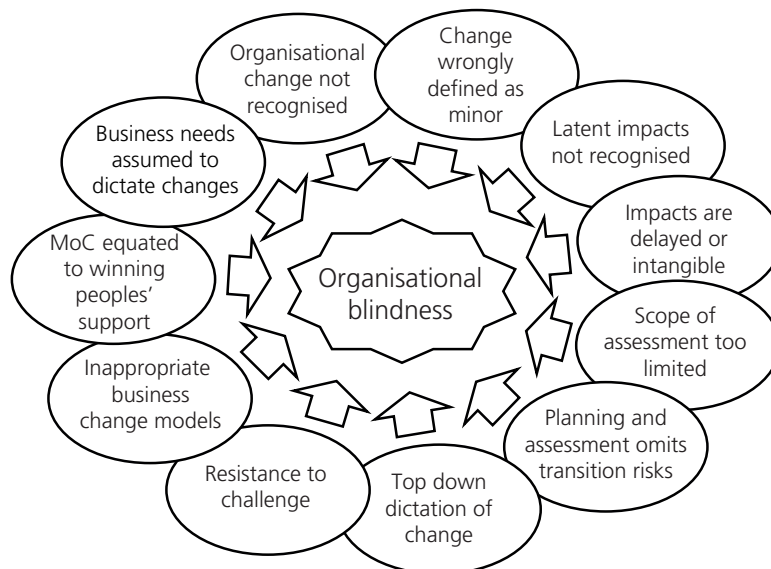 Organisational
change not
recognised
Change
wrongly
defined as
minor
Latent impacts
not recognised
Impacts are
delayed or
intangible
Scope of
assessment too
limited
Planning and
assessment omits
transition risks
Top down
dictation of
change
Resistance to
challenge
Inappropriate
business
change models
MoC equated
to winning
peoples’
support
Business needs
assumed to
dictate changes
Organisational
blindness